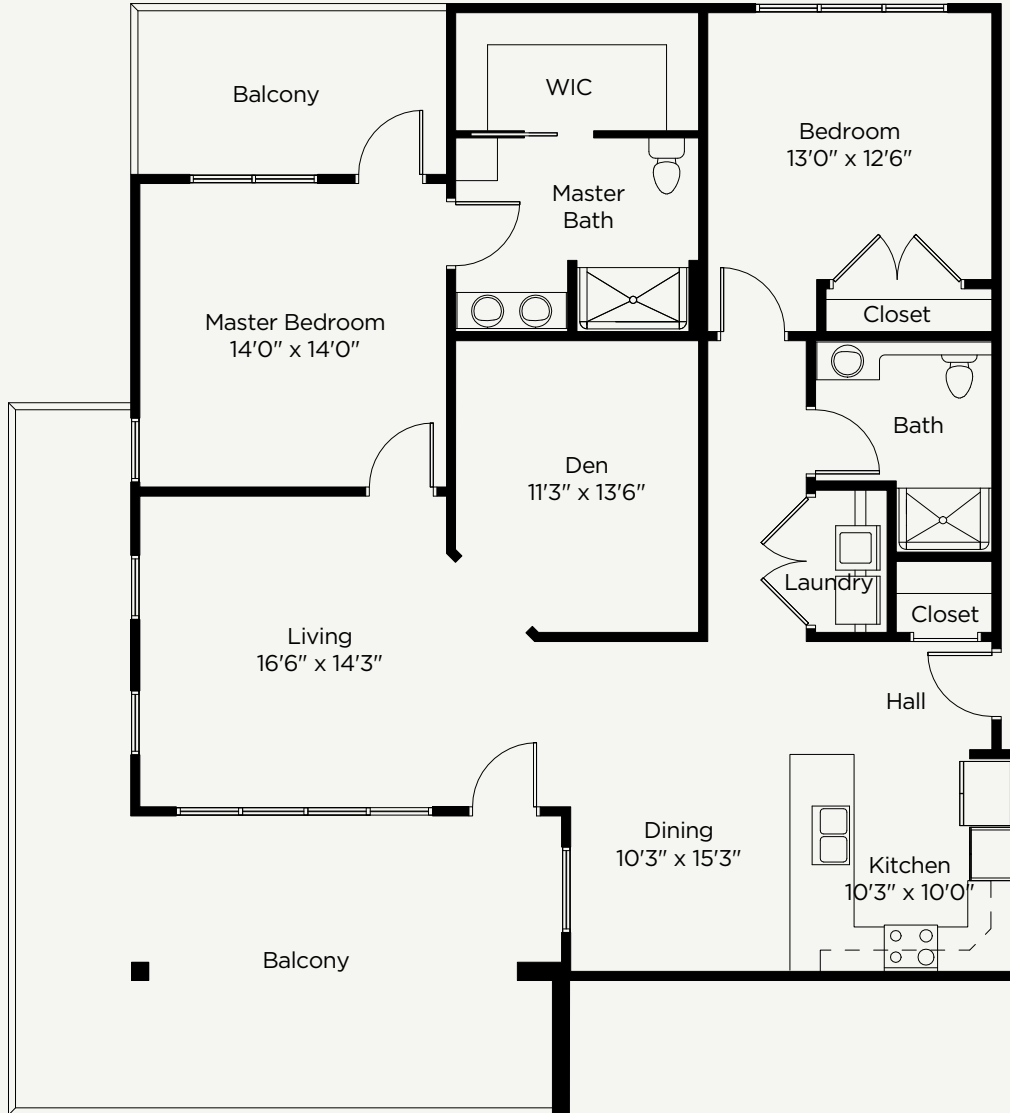 Balcony
WIC
Bedroom
13'0" x 12'6"
Master
Bath
Master Bedroom
14'0" x 14'0"
Closet
Bath
Den
11'3" x 13'6"
Laundry
Closet
Living
16'6" x 14'3"
Hall
Dining
10'3" x 15'3"
Kitchen
10'3" x 10'0"
Balcony